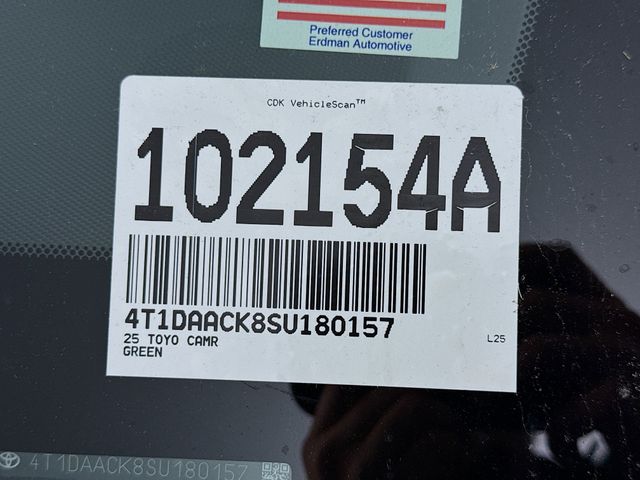 Preferred Customer
Erdman Automotive
CDK VehicleScan™
102154A
4T1DAACK8SU180157
25 TOYO CAMR
GREEN
L25
4T1DAACK8SU180157